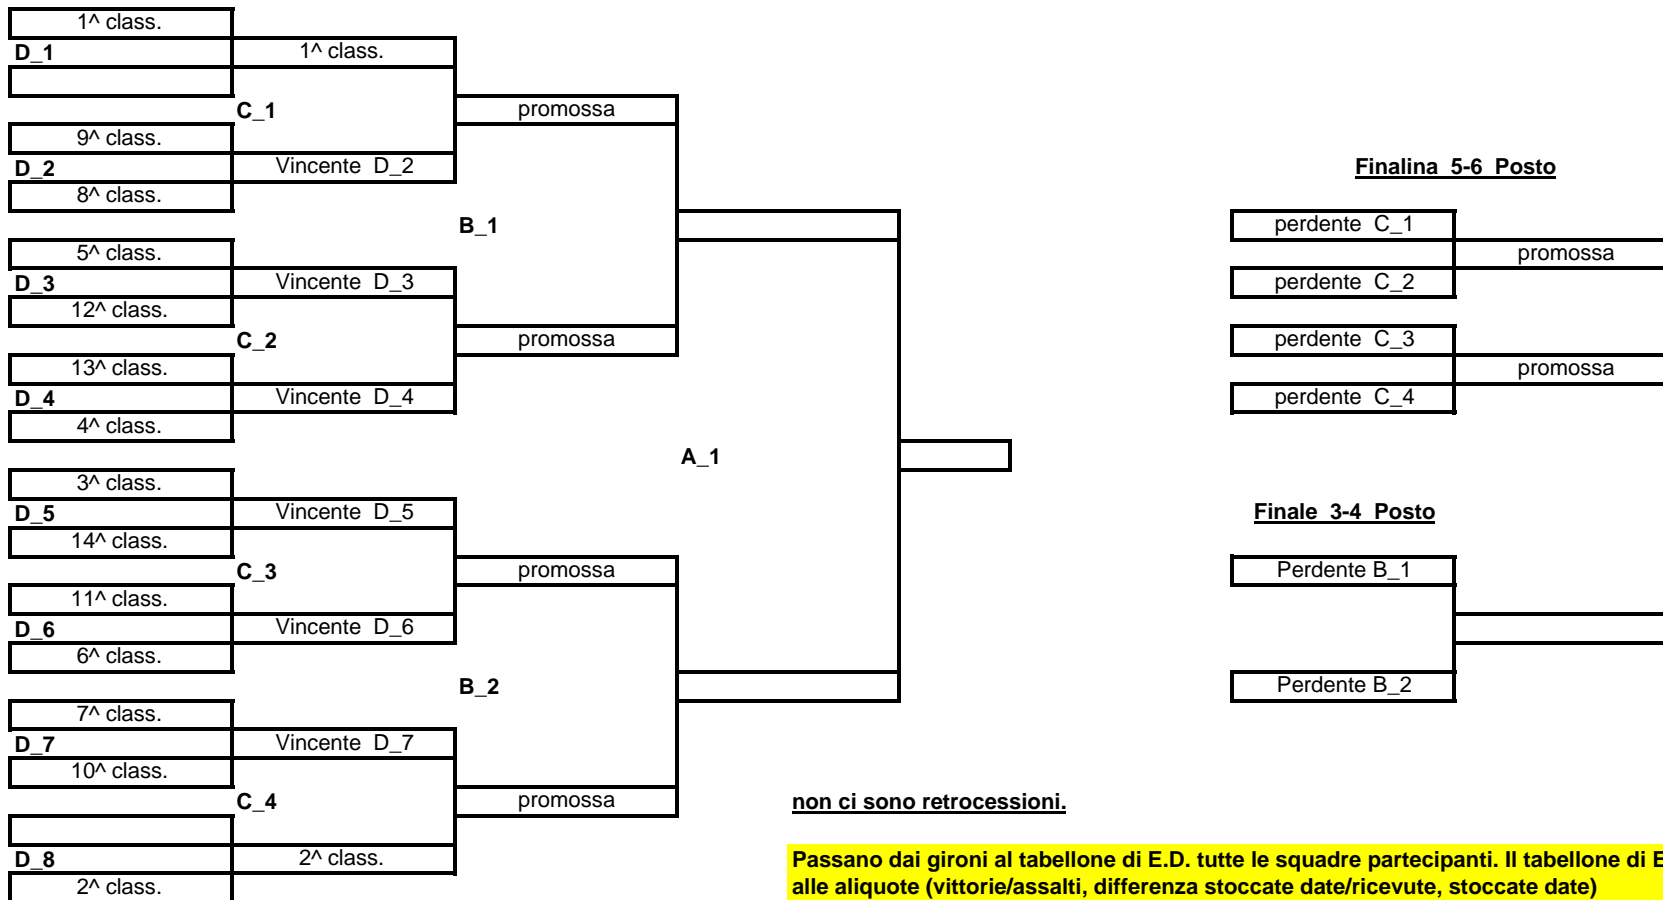 1^ class.
D_1
1^ class.
C_1
promossa
9^ class.
D_2
Vincente D_2
8^ class.
B_1
5^ class.
D_3
Vincente D_3
12^ class.
C_2
promossa
13^ class.
D_4
Vincente D_4
4^ class.
A_1
3^ class.
D_5
Vincente D_5
14^ class.
C_3
promossa
11^ class.
D_6
Vincente D_6
6^ class.
B_2
7^ class.
D_7
Vincente D_7
10^ class.
C_4
promossa
D_8
2^ class.
2^ class.
Finalina 5-6 Posto
perdente C_1
promossa
perdente C_2
perdente C_3
promossa
perdente C_4
Finale 3-4 Posto
Perdente B_1
Perdente B_2
non ci sono retrocessioni.
Passano dai gironi al tabellone di E.D. tutte le squadre partecipanti. Il tabellone di E
alle aliquote (vittorie/assalti, differenza stoccate date/ricevute, stoccate date)